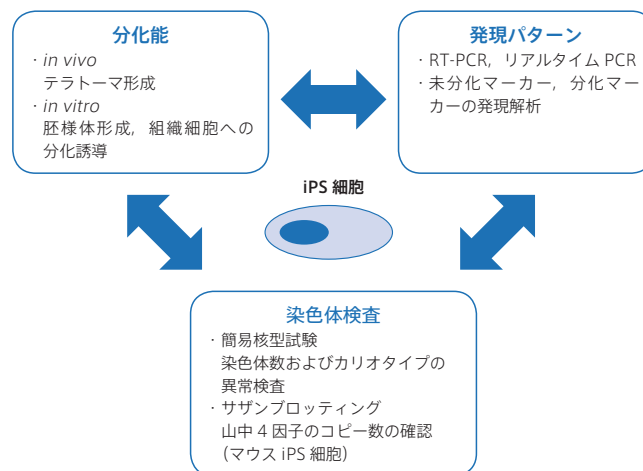 分化能
・in vivo
テラトーマ形成
・in vitro
胚様体形成，組織細胞への
分化誘導
発現パターン
・RT-PCR，リアルタイム PCR
・未分化マーカー，分化マー
カーの発現解析
iPS 細胞
染色体検査
・簡易核型試験
染色体数およびカリオタイプの
異常検査
・サザンブロッティング
山中 4 因子のコピー数の確認
（マウス iPS 細胞）